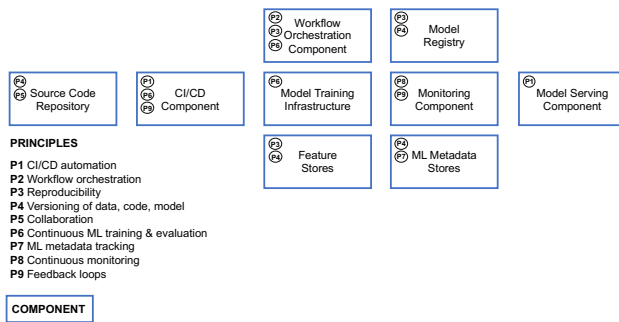 P2
P3
P6
Workflow
Orchestration
Component
P3
P4
Model
Registry
P4
P5
Source Code
Repository
P1
P6
P9
CI/CD
Component
P6
Model Training
Infrastructure
P8
P9
Monitoring
Component
P1
Model Serving
Component
P3
P4
Feature
Stores
P4
P7
ML Metadata
Stores
PRINCIPLES
P1 CI/CD automation
P2 Workflow orchestration
P3 Reproducibility
P4 Versioning of data, code, model
P5 Collaboration
P6 Continuous ML training & evaluation
P7 ML metadata tracking
P8 Continuous monitoring
P9 Feedback loops
COMPONENT